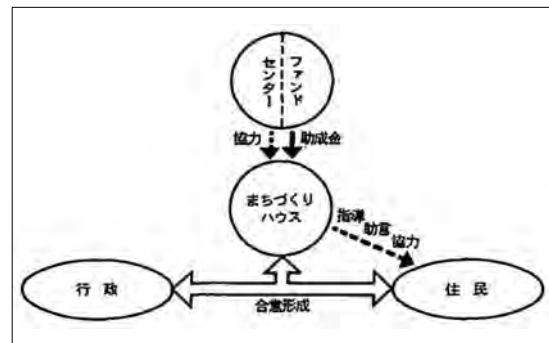 ファンド
センター
協力
助成金
まちづくり
ハウス
指導
助言
協力
行政
住民
合意形成